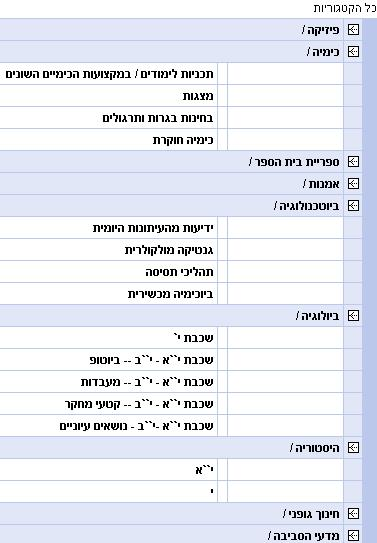 כל הקטגוריות
פיזיקה /
כימיה /
תכניות לימודים / במקצועות הכימיים השונים
מצגות
בחינות בגרות ותרגולים
כימיה חוקרת
ספריית בית הספר /
אמנות /
ביוטכנולוגיה /
ידיעות מהעיתונות היומית
גנטיקה מולקולרית
תהליכי תסיסה
ביוכימיה מכשירית
ביולוגיה /
שכבת י`
שכבת י``א - י``ב -- ביוטופ
שכבת י``א - י``ב -- מעבדות
שכבת י``א - י``ב -- קטעי מחקר
שכבת י``א -י``ב - נושאים עיוניים
היסטוריה /
י``א
י
חינוך גופני /
מדעי הסביבה /